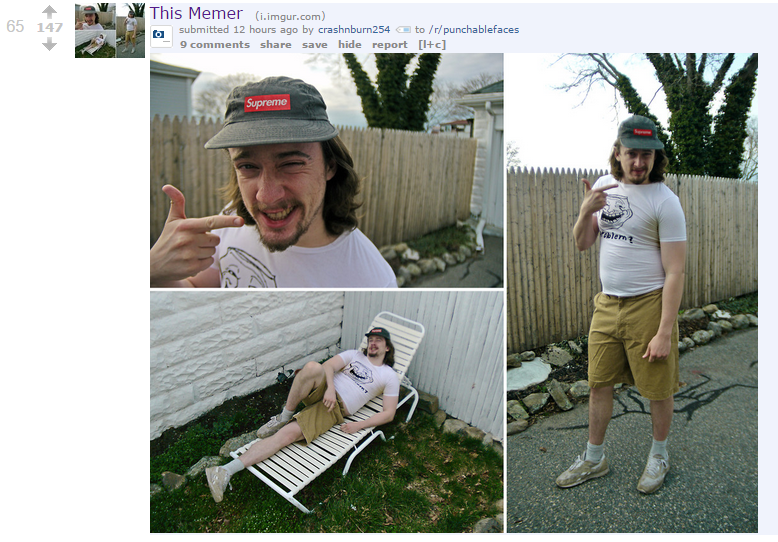 65
147
This Memer (i.imgur.com)
submitted 12 hours ago by crashnburn254 to /r/punchablefaces
9 comments share save hide report [l+c]
Supreme
Supreme
Problem?